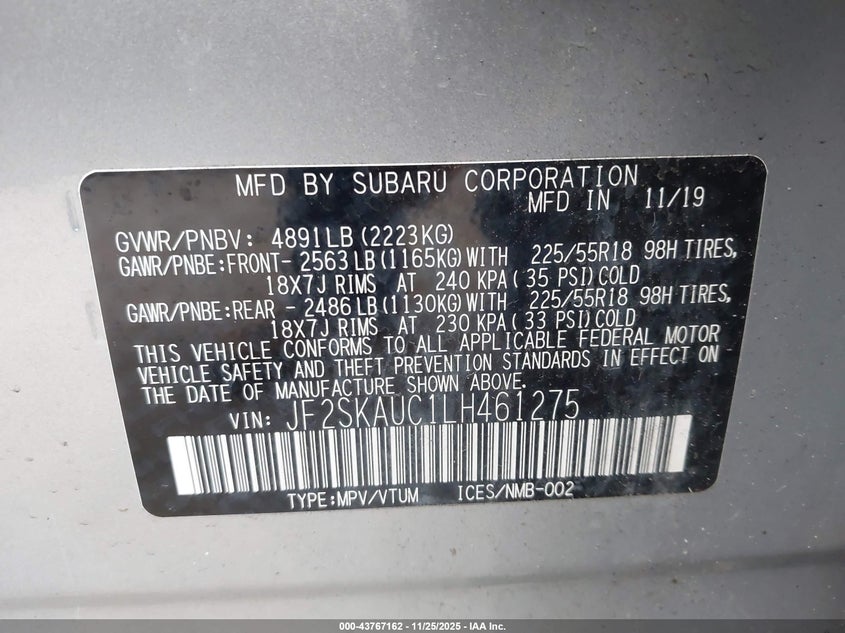 MFD BY SUBARU CORPORATION
MFD IN 11/19
GVWR/PNBV: 4891LB (2223KG)
GAWR/PNBE:FRONT- 2563 LB (1165KG) WITH 225/55R18 98H TIRES,
18X7J RIMS AT 240 KPA ( 35 PSI) COLD
GAWR/PNBE:REAR - 2486 LB (1130KG) WITH 225/55R18 98H TIRES,
18X7J RIMS AT 230 KPA ( 33 PSI) COLD
THIS VEHICLE CONFORMS TO ALL APPLICABLE FEDERAL MOTOR
VEHICLE SAFETY AND THEFT PREVENTION STANDARDS IN EFFECT ON
THE DATE OF MANUFACTURE SHOWN ABOVE.
VIN: JF2SKAUC1LH461275
TYPE:MPV/VTUM ICES/NMB-002
000-43767162 - 11/25/2025 - IAA Inc.